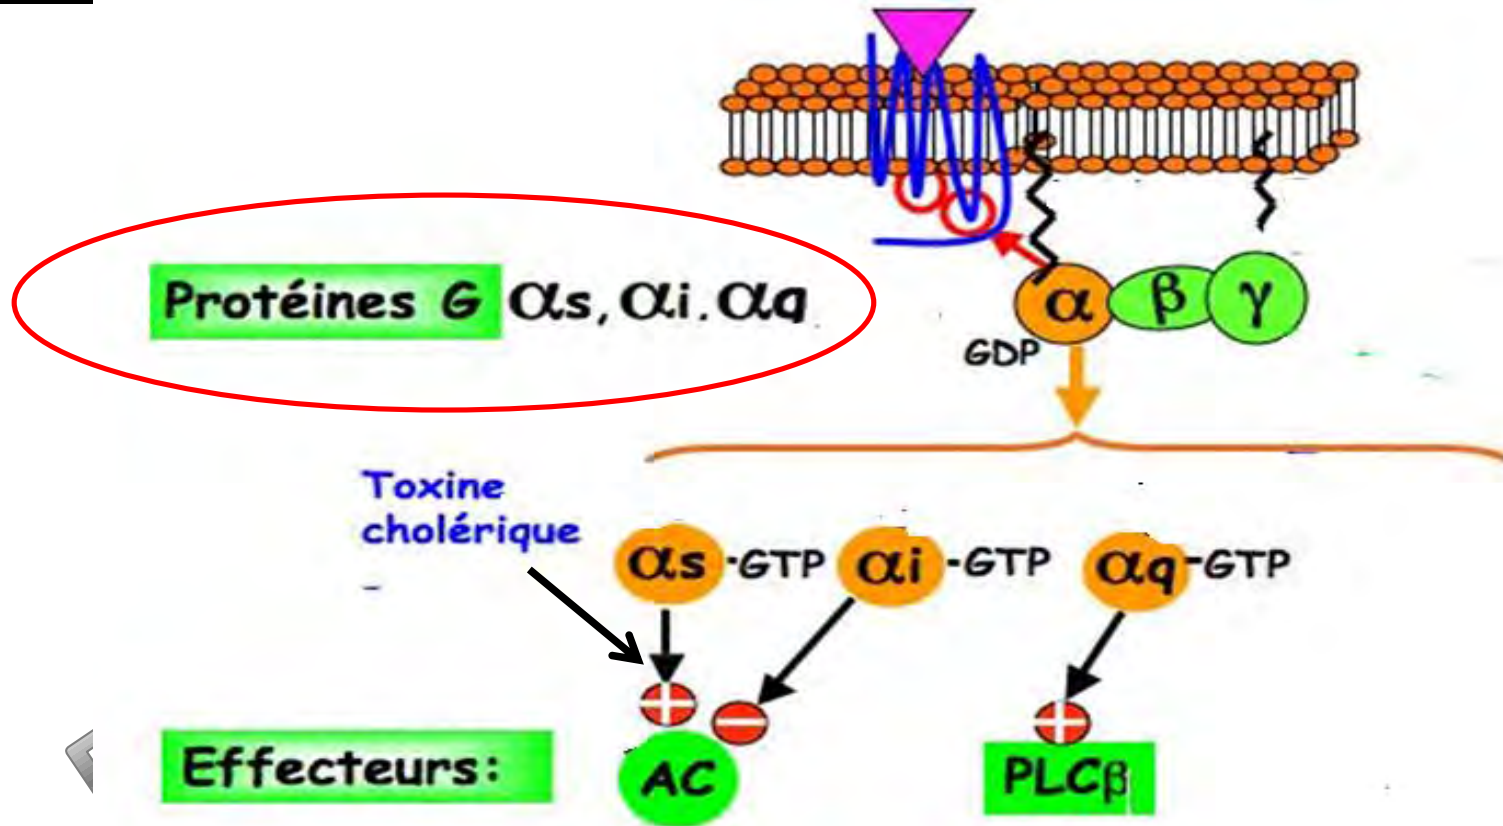 α β γ
GDP
Protéines G αs, αi. αq
Toxine
cholérique
αs -GTP αi -GTP αq -GTP
Effecteurs: AC PLCβ